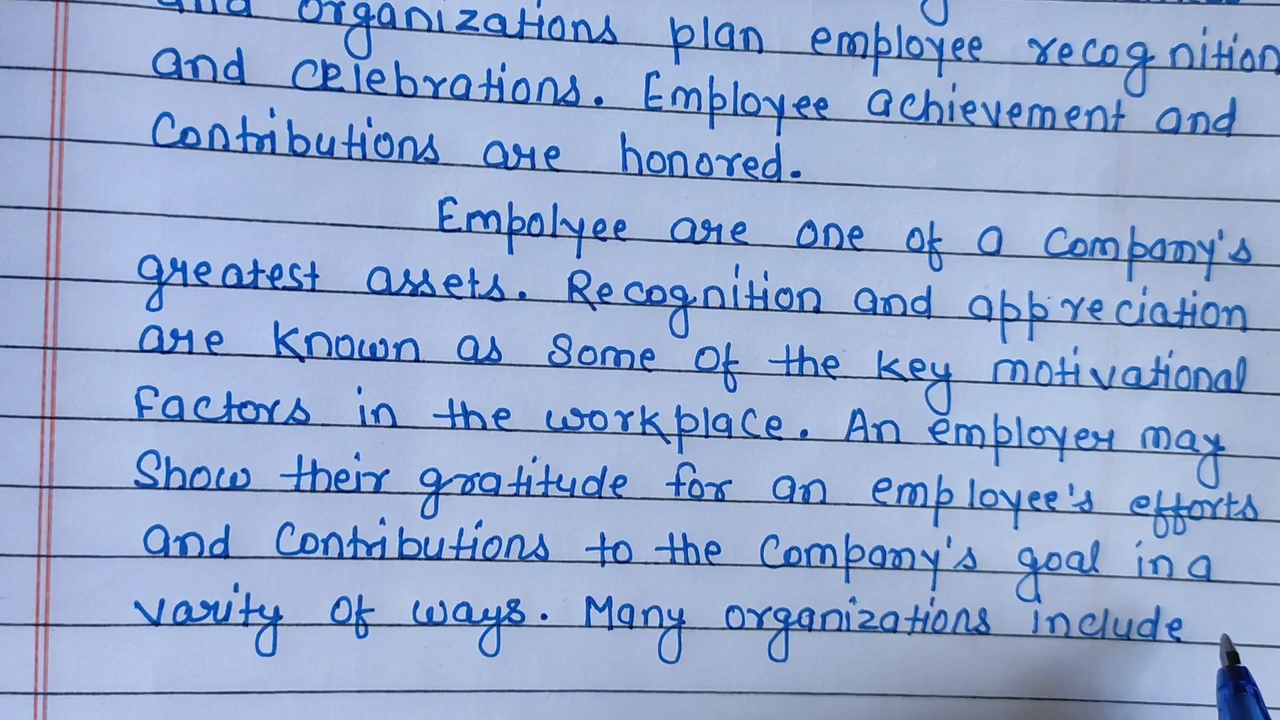 and organizations plan employee recognition
and celebrations. Employee achievement and
Contributions are honored.
Empolyee are one of a Company's
greatest assets. Recognition and appreciation
are known as some of the key motivational
Factors in the workplace. An employer may
Show their gratitude for an employee's efforts
and Contributions to the Company's goal in a
varity of ways. Many organizations include